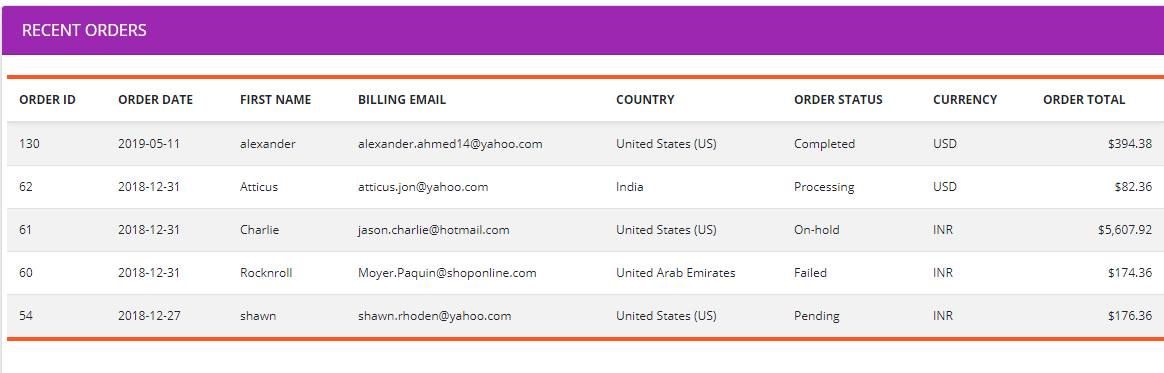 RECENT ORDERS
ORDER ID ORDER DATE FIRST NAME BILLING EMAIL COUNTRY ORDER STATUS CURRENCY ORDER TOTAL
130 2019-05-11 alexander alexander.ahmed14@yahoo.com United States (US) Completed USD $394.38
62 2018-12-31 Atticus atticus.jon@yahoo.com India Processing USD $82.36
61 2018-12-31 Charlie jason.charlie@hotmail.com United States (US) On-hold INR $5,607.92
60 2018-12-31 Rocknroll Moyer.Paquin@shoponline.com United Arab Emirates Failed INR $174.36
54 2018-12-27 shawn shawn.rhoden@yahoo.com United States (US) Pending INR $176.36